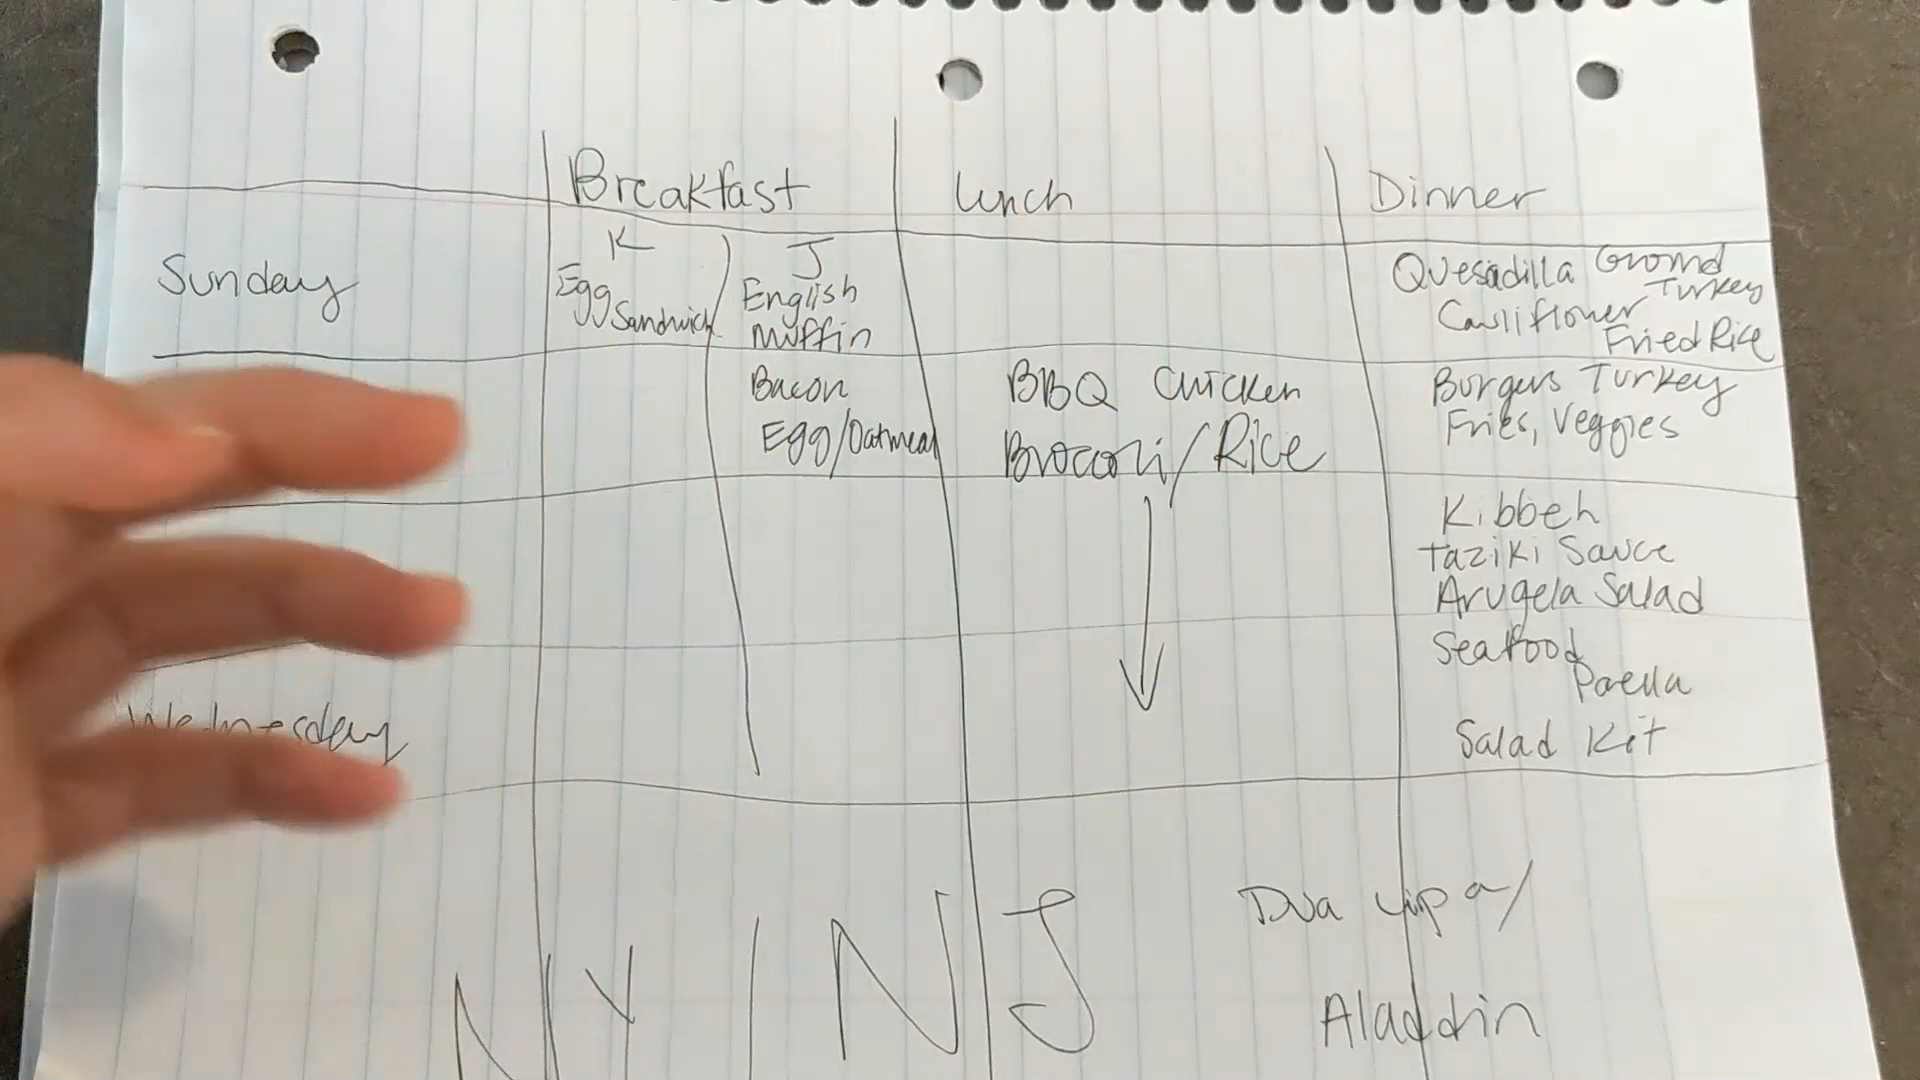 Breakfast
Lunch
Dinner
Sunday
K
Egg
Sandwich
J
English
Muffin
Quesadilla Ground
Turkey
Cauliflower
Fried Rice
Bacon
Egg/Oatmeal
BBQ Chicken
Broccoli/Rice
Burgers Turkey
Fries, Veggies
Kibbeh
Taziki Sauce
Arugela Salad
Wednesday
Seafood
Paella
Salad Kit
NY/NJ
Dua Lipa/
Aladdin